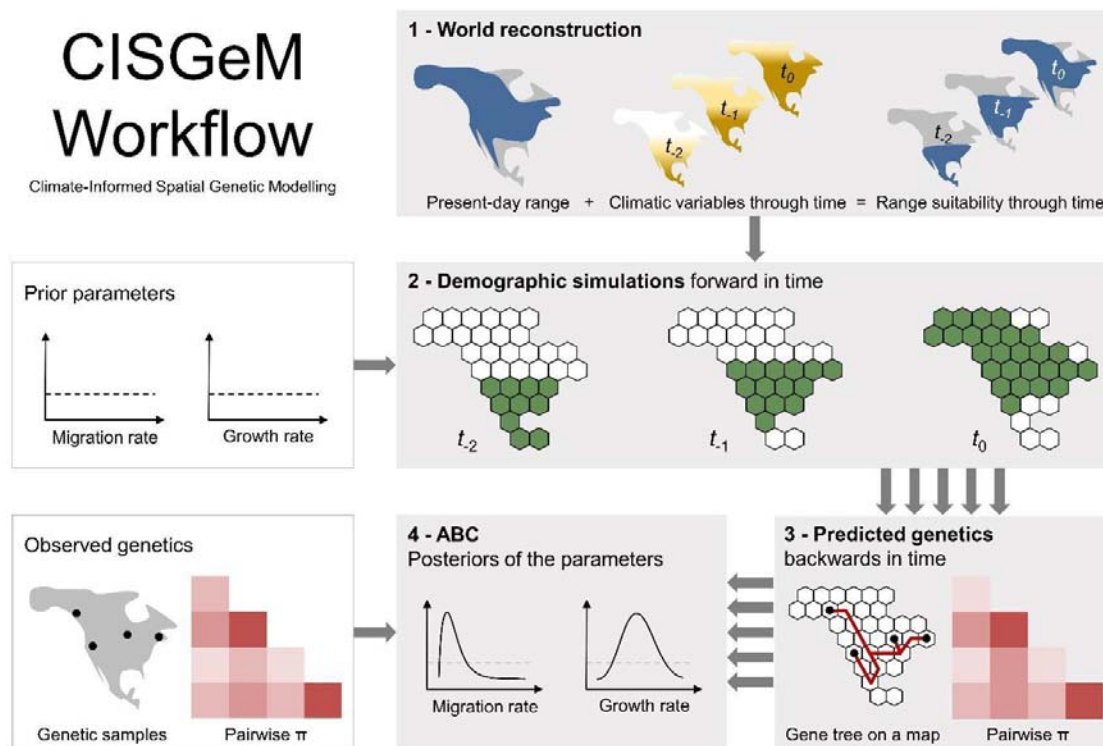 CISGeM
Workflow
Climate-Informed Spatial Genetic Modelling
1 - World reconstruction
t-2
t-1
t0
t-2
t-1
t0
Present-day range + Climatic variables through time = Range suitability through time
Prior parameters
Migration rate
Growth rate
2 - Demographic simulations forward in time
t-2
t-1
t0
Observed genetics
Genetic samples
Pairwise π
4 - ABC
Posteriors of the parameters
Migration rate
Growth rate
3 - Predicted genetics
backwards in time
Gene tree on a map
Pairwise π